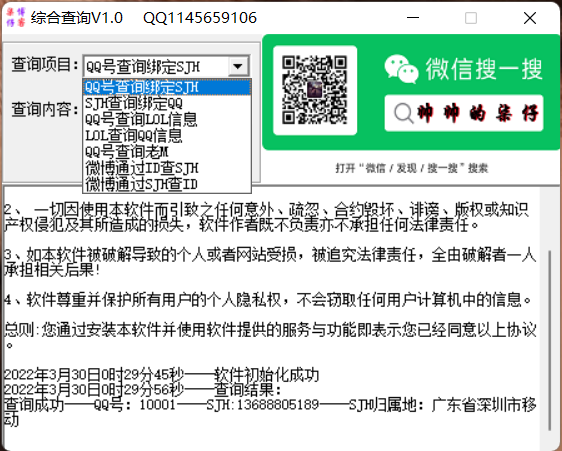 柒博
仔客
综合查询V1.0 QQ1145659106
查询项目:
QQ号查询绑定SJH
QQ号查询绑定SJH
SJH查询绑定QQ
QQ号查询LOL信息
LOL查询QQ信息
QQ号查询老M
微博通过ID查SJH
微博通过SJH查ID
查询内容:
微信搜一搜
帅帅的柒仔
打开“微信 / 发现 / 搜一搜”搜索
2、 一切因使用本软件而引致之任何意外、疏忽、合约毁坏、诽谤、版权或知识
产权侵犯及其所造成的损失，软件作者既不负责亦不承担任何法律责任。
3、如本软件被破解导致的个人或者网站受损，被追究法律责任，全由破解者一人
承担相关后果!
4、软件尊重并保护所有用户的个人隐私权，不会窃取任何用户计算机中的信息。
总则:您通过安装本软件并使用软件提供的服务与功能即表示您已经同意以上协议
。
2022年3月30日0时29分45秒——软件初始化成功
2022年3月30日0时29分56秒——查询结果:
查询成功——QQ号: 10001——SJH:13688805189——SJH归属地: 广东省深圳市移
动